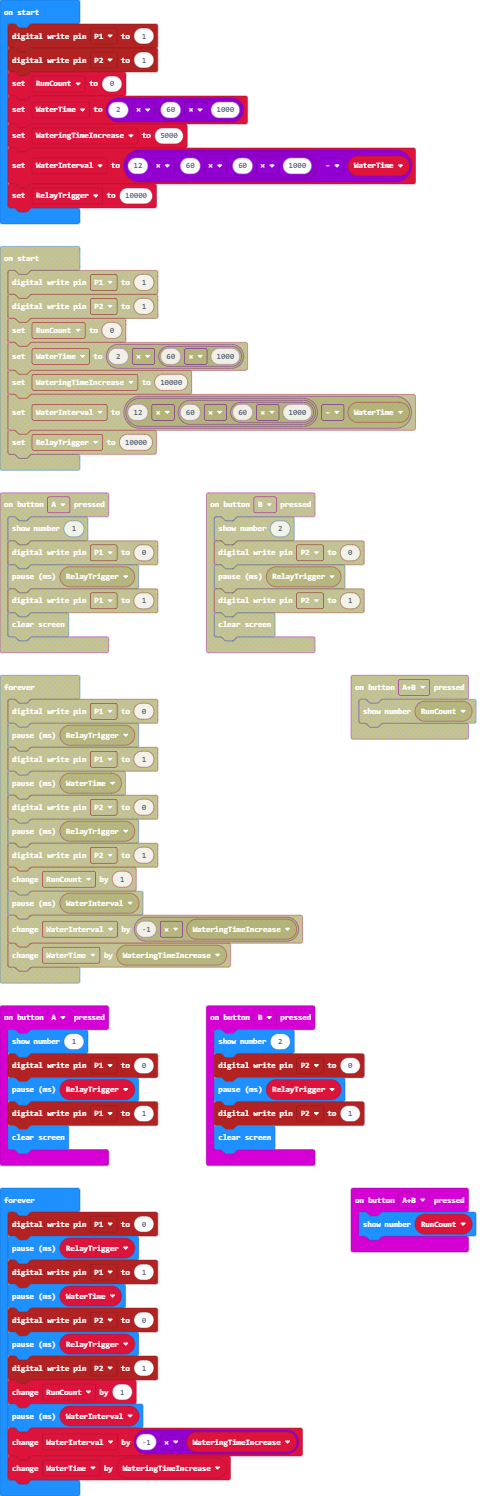 on start
digital write pin P1 to 1
digital write pin P2 to 1
set RunCount to 0
set WaterTime to 2 × 60 × 1000
set WateringTimeIncrease to 5000
set WaterInterval to 12 × 60 × 60 × 1000 - WaterTime
set RelayTrigger to 10000
on start
digital write pin P1 to 1
digital write pin P2 to 1
set RunCount to 0
set WaterTime to 2 × 60 × 1000
set WateringTimeIncrease to 10000
set WaterInterval to 12 × 60 × 60 × 1000 - WaterTime
set RelayTrigger to 10000
on button A pressed
show number 1
digital write pin P1 to 0
pause (ms) RelayTrigger
digital write pin P1 to 1
clear screen
on button B pressed
show number 2
digital write pin P2 to 0
pause (ms) RelayTrigger
digital write pin P2 to 1
clear screen
forever
digital write pin P1 to 0
pause (ms) RelayTrigger
digital write pin P1 to 1
pause (ms) WaterTime
digital write pin P2 to 0
pause (ms) RelayTrigger
digital write pin P2 to 1
change RunCount by 1
pause (ms) WaterInterval
change WaterInterval by -1 × WateringTimeIncrease
change WaterTime by WateringTimeIncrease
on button A+B pressed
show number RunCount
on button A pressed
show number 1
digital write pin P1 to 0
pause (ms) RelayTrigger
digital write pin P1 to 1
clear screen
on button B pressed
show number 2
digital write pin P2 to 0
pause (ms) RelayTrigger
digital write pin P2 to 1
clear screen
forever
digital write pin P1 to 0
pause (ms) RelayTrigger
digital write pin P1 to 1
pause (ms) WaterTime
digital write pin P2 to 0
pause (ms) RelayTrigger
digital write pin P2 to 1
change RunCount by 1
pause (ms) WaterInterval
change WaterInterval by -1 × WateringTimeIncrease
change WaterTime by WateringTimeIncrease
on button A+B pressed
show number RunCount